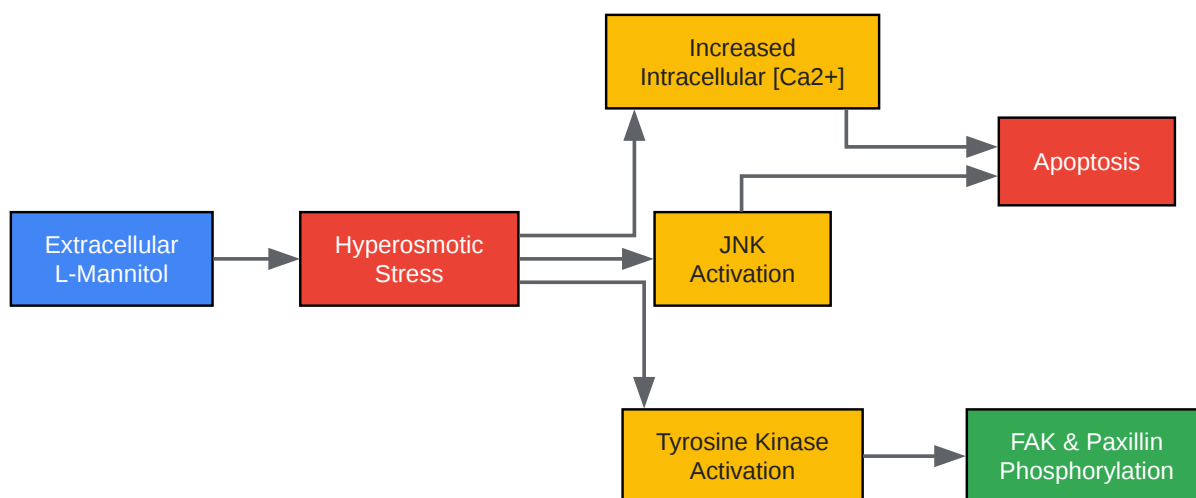 Increased
Intracellular [Ca2+]
Apoptosis
Extracellular
L-Mannitol
Hyperosmotic
Stress
JNK
Activation
Tyrosine Kinase
Activation
FAK & Paxillin
Phosphorylation